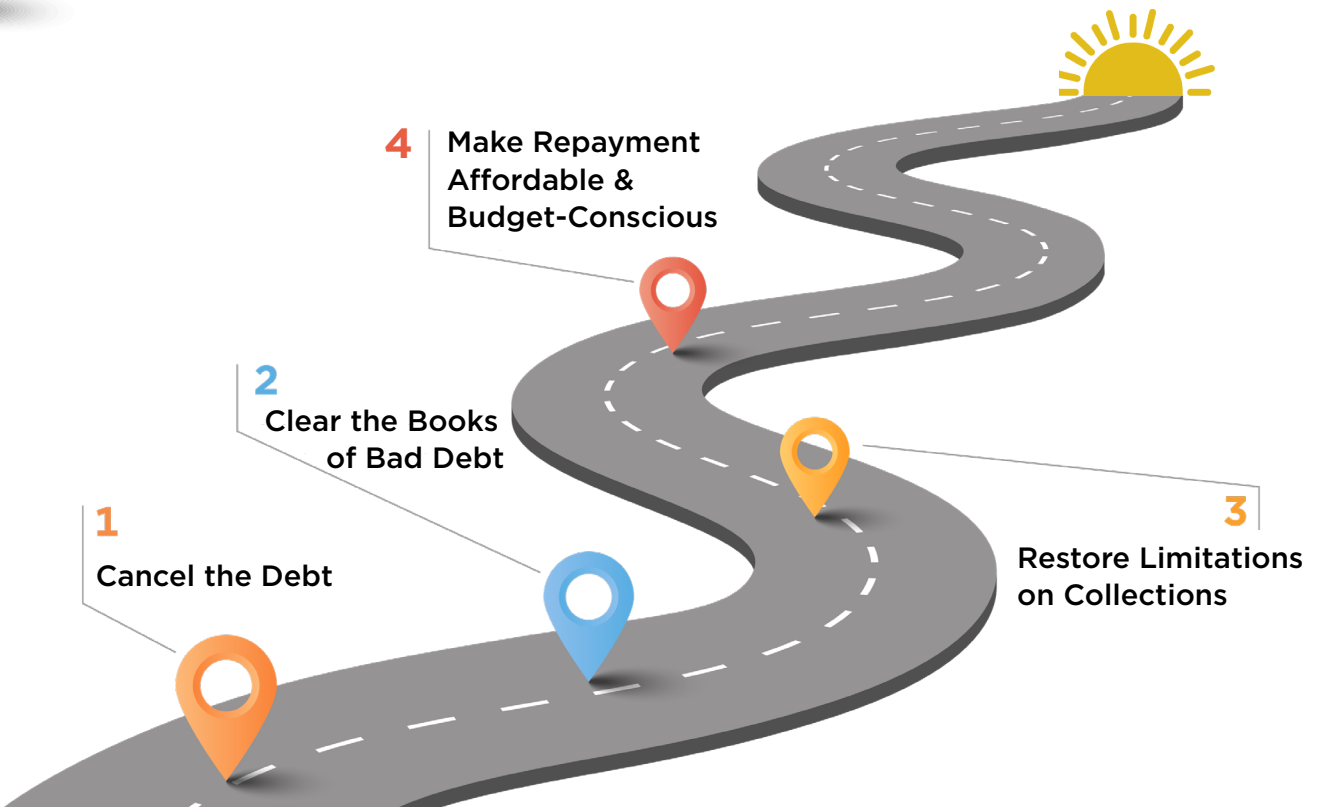 1
Cancel the Debt
2
Clear the Books
of Bad Debt
3
Restore Limitations
on Collections
4
Make Repayment
Affordable &
Budget-Conscious